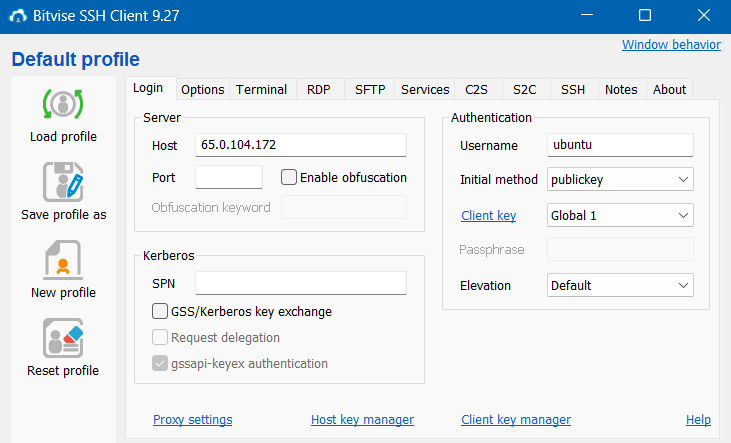 Bitvise SSH Client 9.27
Window behavior
Default profile
Load profile
Save profile as
New profile
Reset profile
Login Options Terminal RDP SFTP Services C2S S2C SSH Notes About
Server
Host 65.0.104.172
Port Enable obfuscation
Obfuscation keyword
Kerberos
SPN
GSS/Kerberos key exchange
Request delegation
gssapi-keyex authentication
Authentication
Username ubuntu
Initial method publickey
Client key Global 1
Passphrase
Elevation Default
Proxy settings Host key manager Client key manager Help